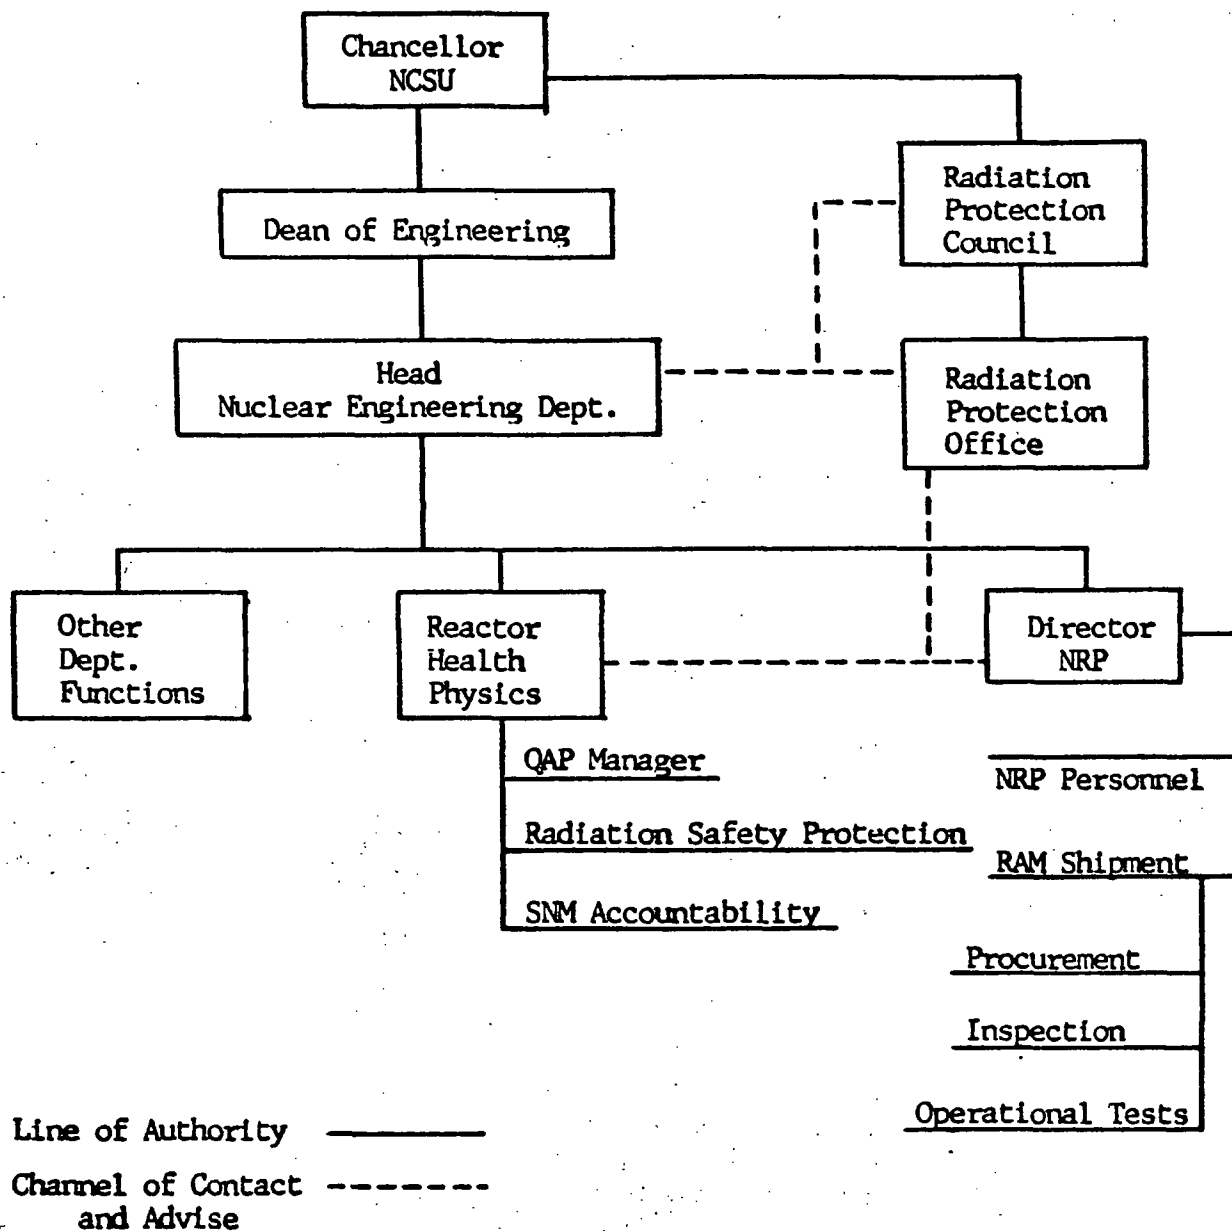 Chancellor
NCSU
Dean of Engineering
Radiation
Protection
Council
Head
Nuclear Engineering Dept.
Radiation
Protection
Office
Other
Dept.
Functions
Reactor
Health
Physics
Director
NRP
QAP Manager
Radiation Safety Protection
SNM Accountability
NRP Personnel
RAM Shipment
Procurement
Inspection
Operational Tests
Line of Authority
Channel of Contact
and Advise